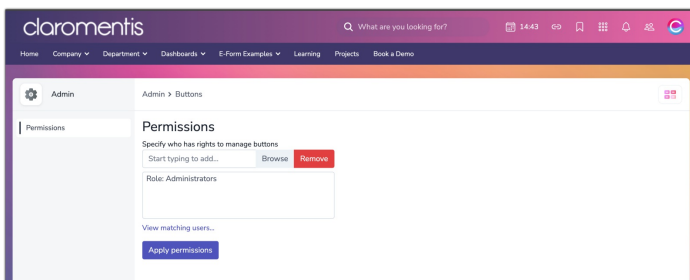 claromentis
What are you looking for?
14:43
Home Company Department Dashboards E-Form Examples Learning Projects Book a Demo
Admin
Admin > Buttons
Permissions
Permissions
Specify who has rights to manage buttons
Start typing to add... Browse Remove
Role: Administrators
View matching users...
Apply permissions